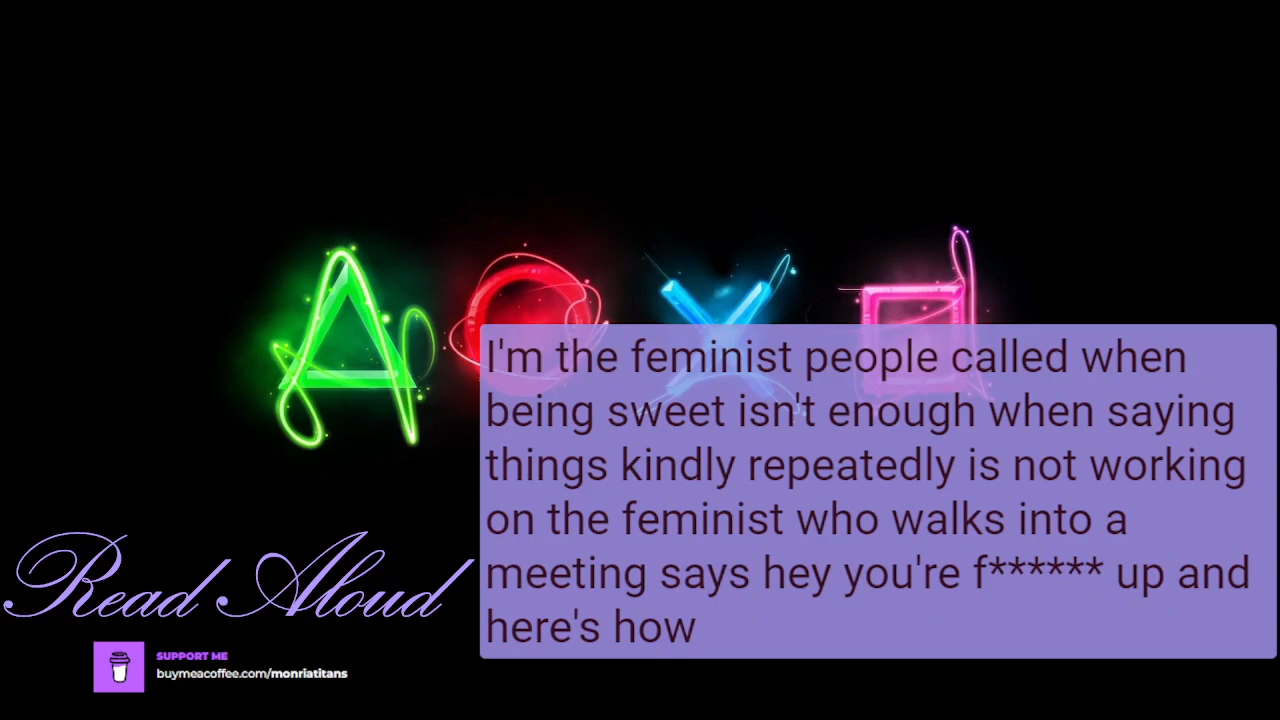 I'm the feminist people called when
being sweet isn't enough when saying
things kindly repeatedly is not working
on the feminist who walks into a
meeting says hey you're f****** up and
here's how
Read Aloud
SUPPORT ME
buymeacoffee.com/monriatitans